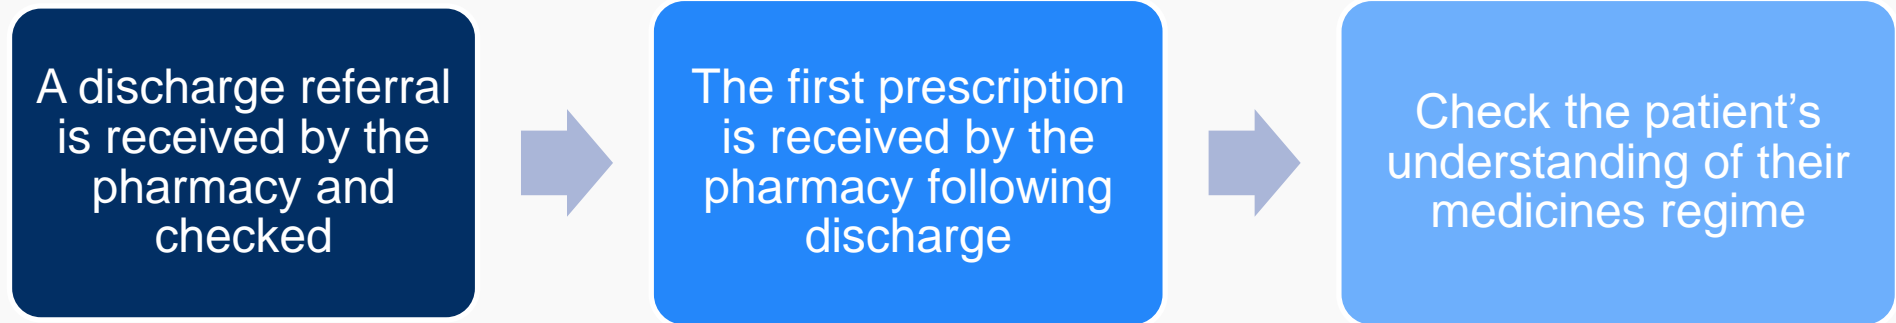 A discharge referral
is received by the
pharmacy and
checked
The first prescription
is received by the
pharmacy following
discharge
Check the patient’s
understanding of their
medicines regime